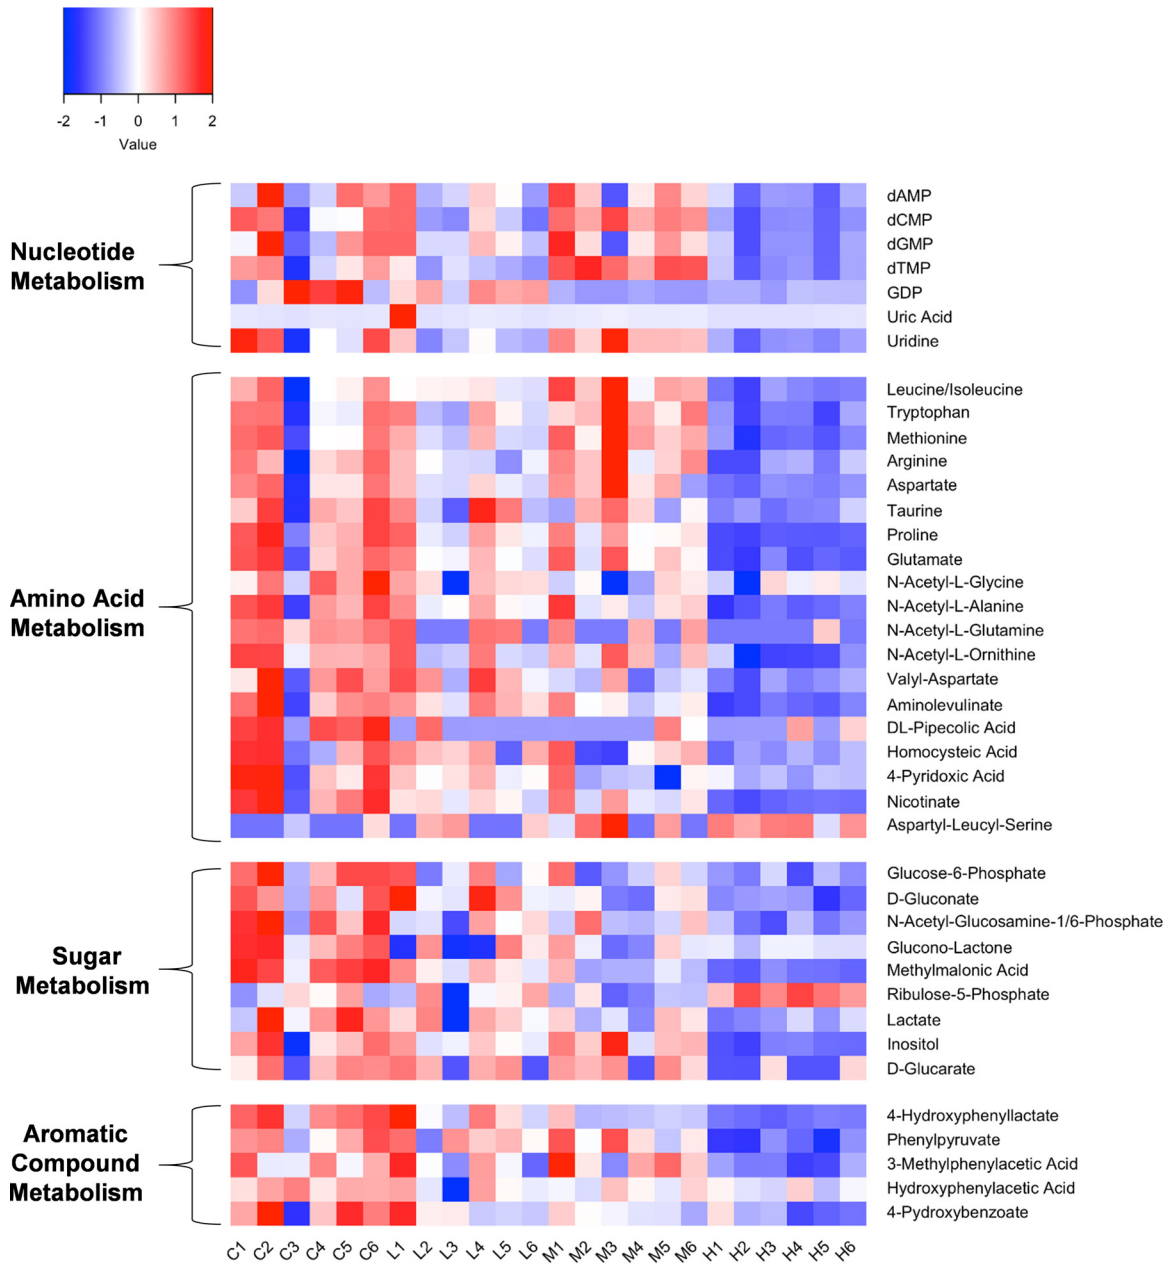 -2 -1 0 1 2
Value
Nucleotide
Metabolism
dAMP
dCMP
dGMP
dTMP
GDP
Uric Acid
Uridine
Amino Acid
Metabolism
Leucine/Isoleucine
Tryptophan
Methionine
Arginine
Aspartate
Taurine
Proline
Glutamate
N-Acetyl-L-Glycine
N-Acetyl-L-Alanine
N-Acetyl-L-Glutamine
N-Acetyl-L-Ornithine
Valyl-Aspartate
Aminolevulinate
DL-Pipecolic Acid
Homocysteic Acid
4-Pyridoxic Acid
Nicotinate
Aspartyl-Leucyl-Serine
Sugar
Metabolism
Glucose-6-Phosphate
D-Gluconate
N-Acetyl-Glucosamine-1/6-Phosphate
Glucono-Lactone
Methylmalonic Acid
Ribulose-5-Phosphate
Lactate
Inositol
D-Glucarate
Aromatic
Compound
Metabolism
4-Hydroxyphenyllactate
Phenylpyruvate
3-Methylphenylacetic Acid
Hydroxyphenylacetic Acid
4-Pydroxybenzoate
C1 C2 C3 C4 C5 C6 L1 L2 L3 L4 L5 L6 M1 M2 M3 M4 M5 M6 H1 H2 H3 H4 H5 H6